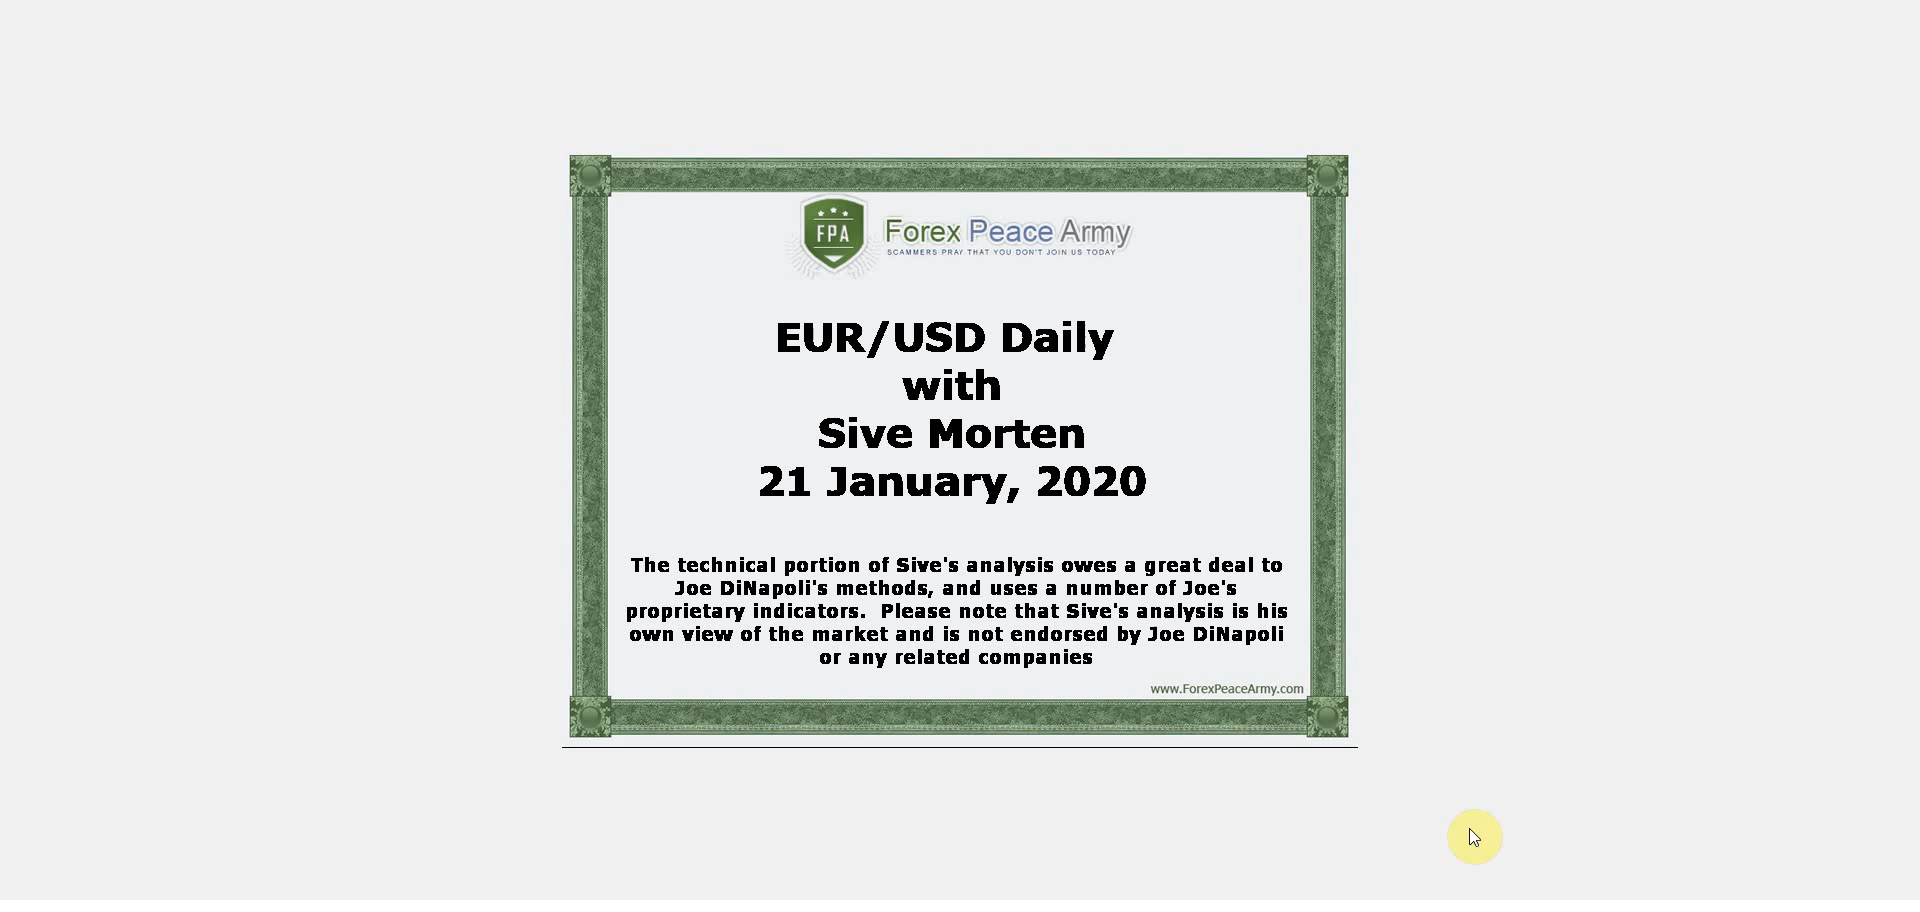 FPA
Forex Peace Army
SCAMMERS PRAY THAT YOU DON'T JOIN US TODAY
EUR/USD Daily
with
Sive Morten
21 January, 2020
The technical portion of Sive's analysis owes a great deal to
Joe DiNapoli's methods, and uses a number of Joe's
proprietary indicators.  Please note that Sive's analysis is his
own view of the market and is not endorsed by Joe DiNapoli
or any related companies
www.ForexPeaceArmy.com